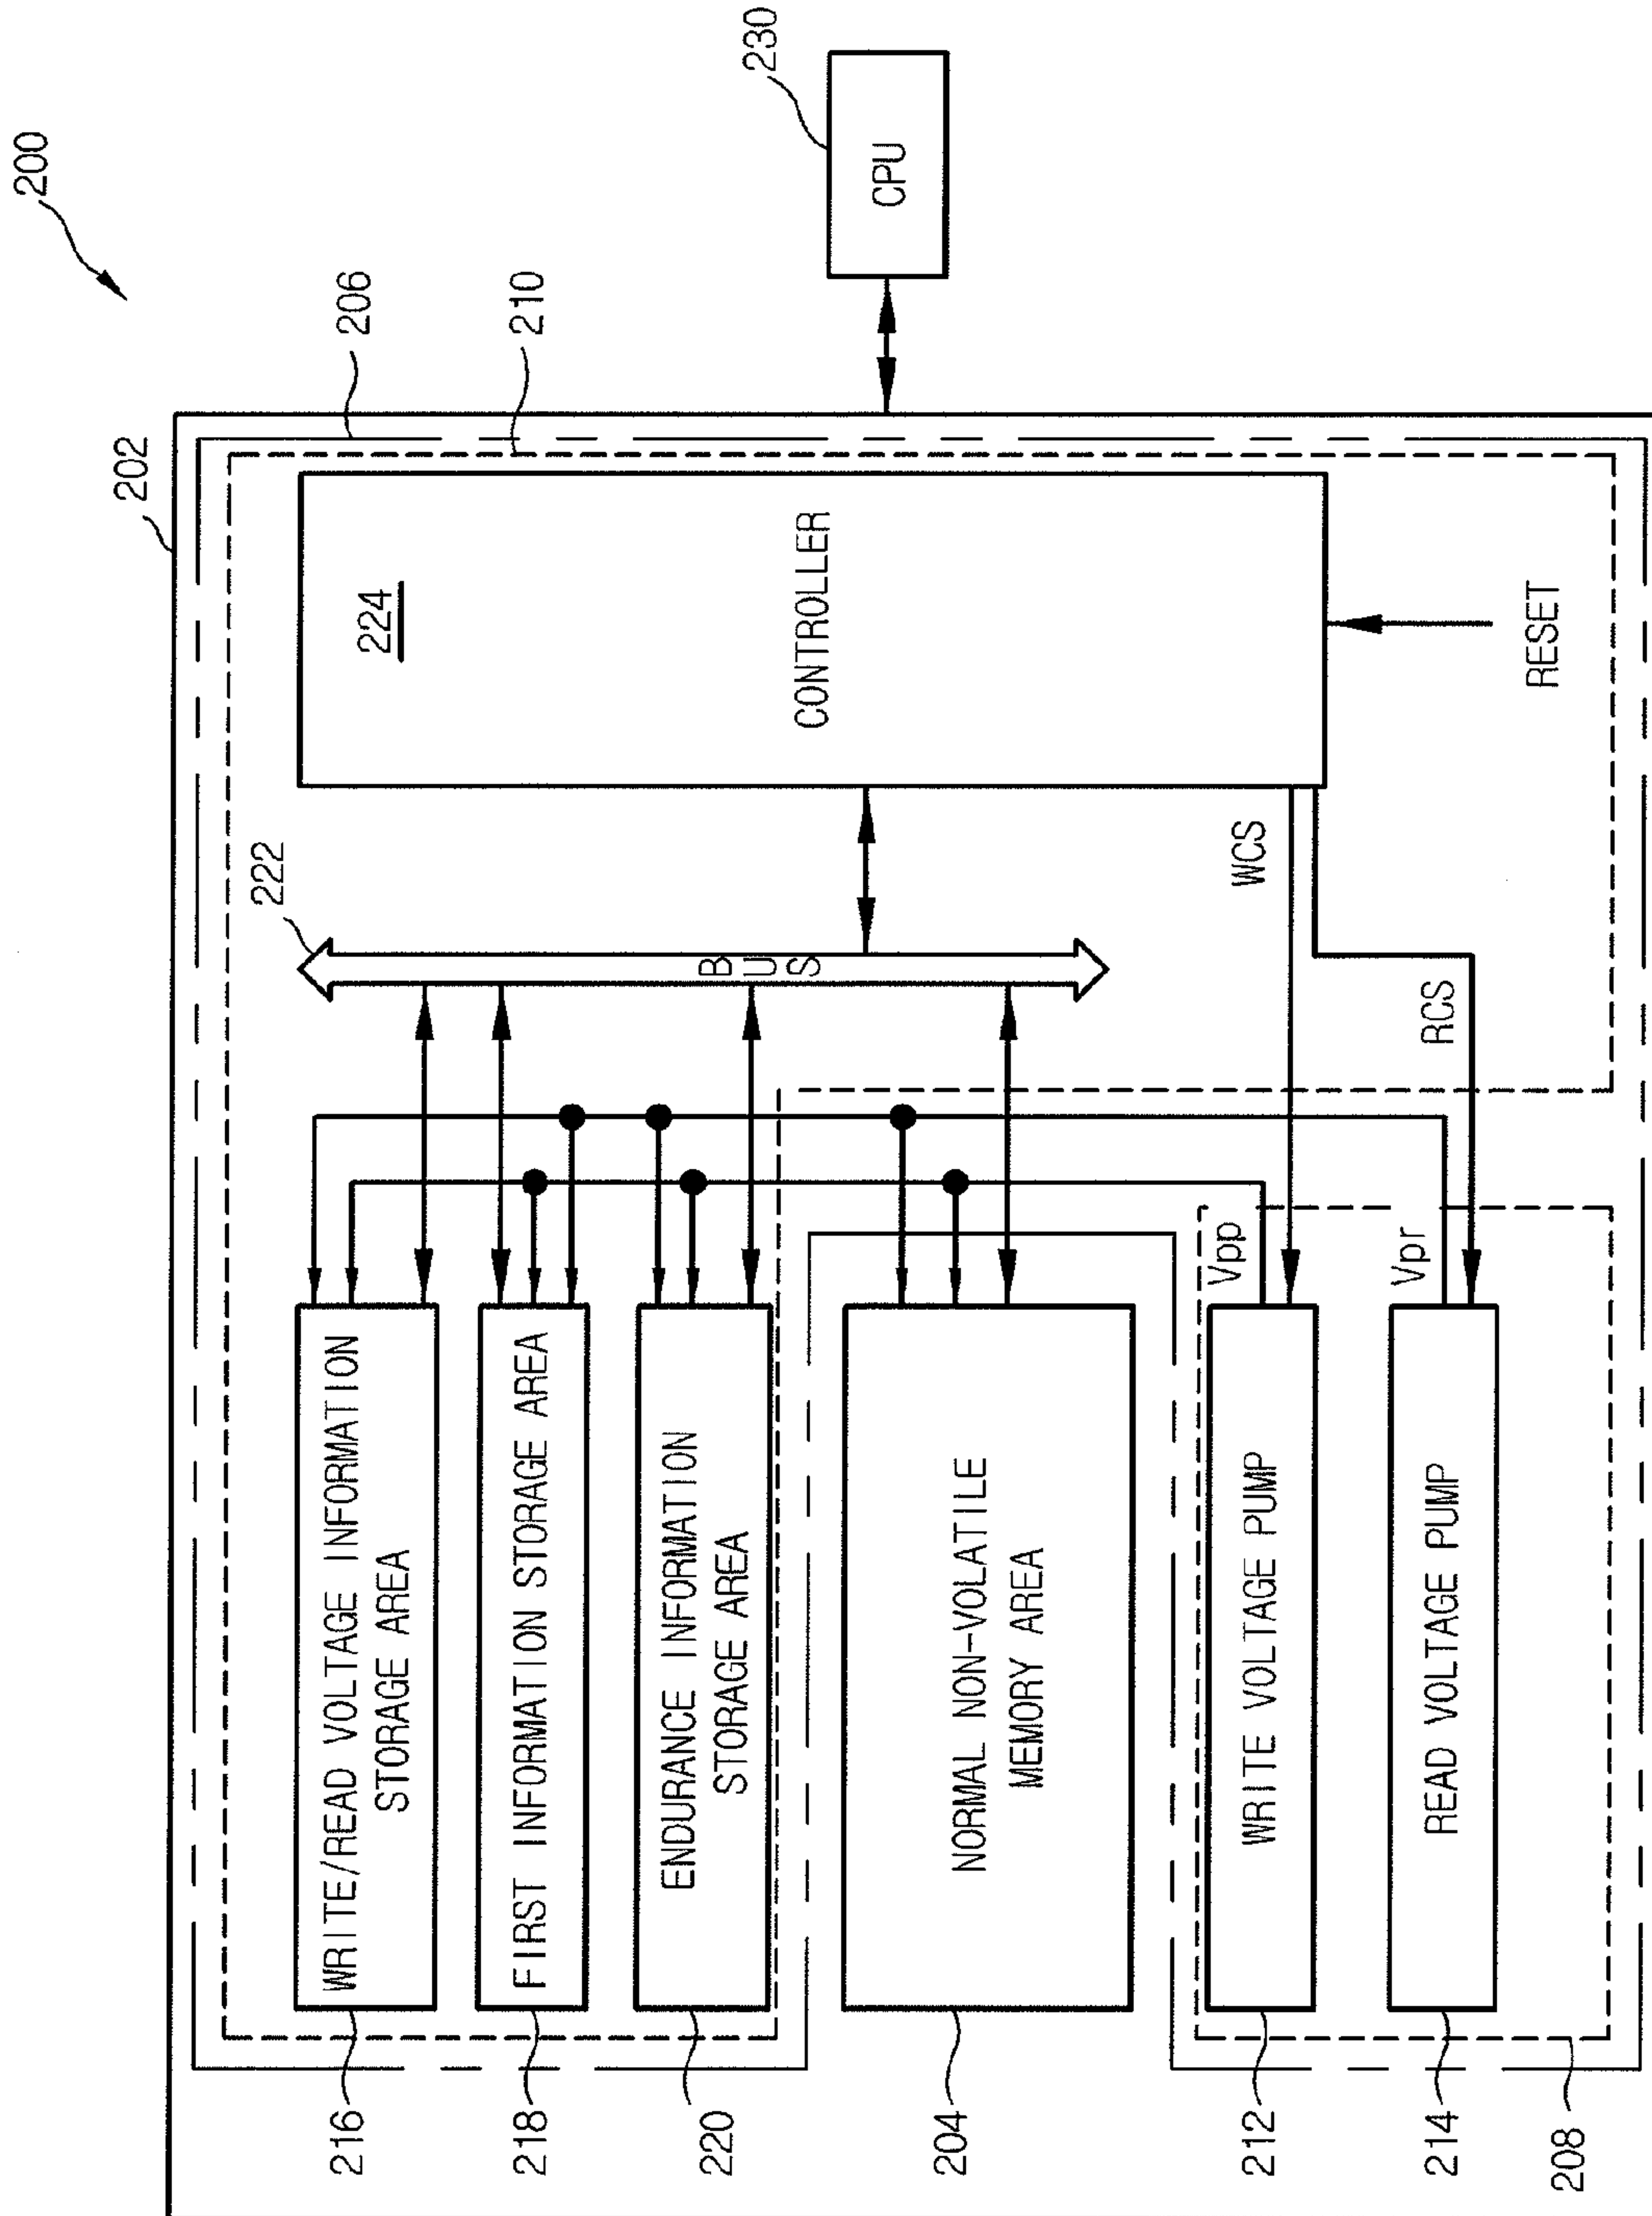 200
202
206
210
216
WRITE/READ VOLTAGE INFORMATION
STORAGE AREA
222
224
218
FIRST INFORMATION STORAGE AREA
220
ENDURANCE INFORMATION
STORAGE AREA
BUS
CONTROLLER
230
CPU
204
NORMAL NON-VOLATILE
MEMORY AREA
212
WRITE VOLTAGE PUMP
Vpp
WCS
214
READ VOLTAGE PUMP
Vpr
RCS
RESET
208